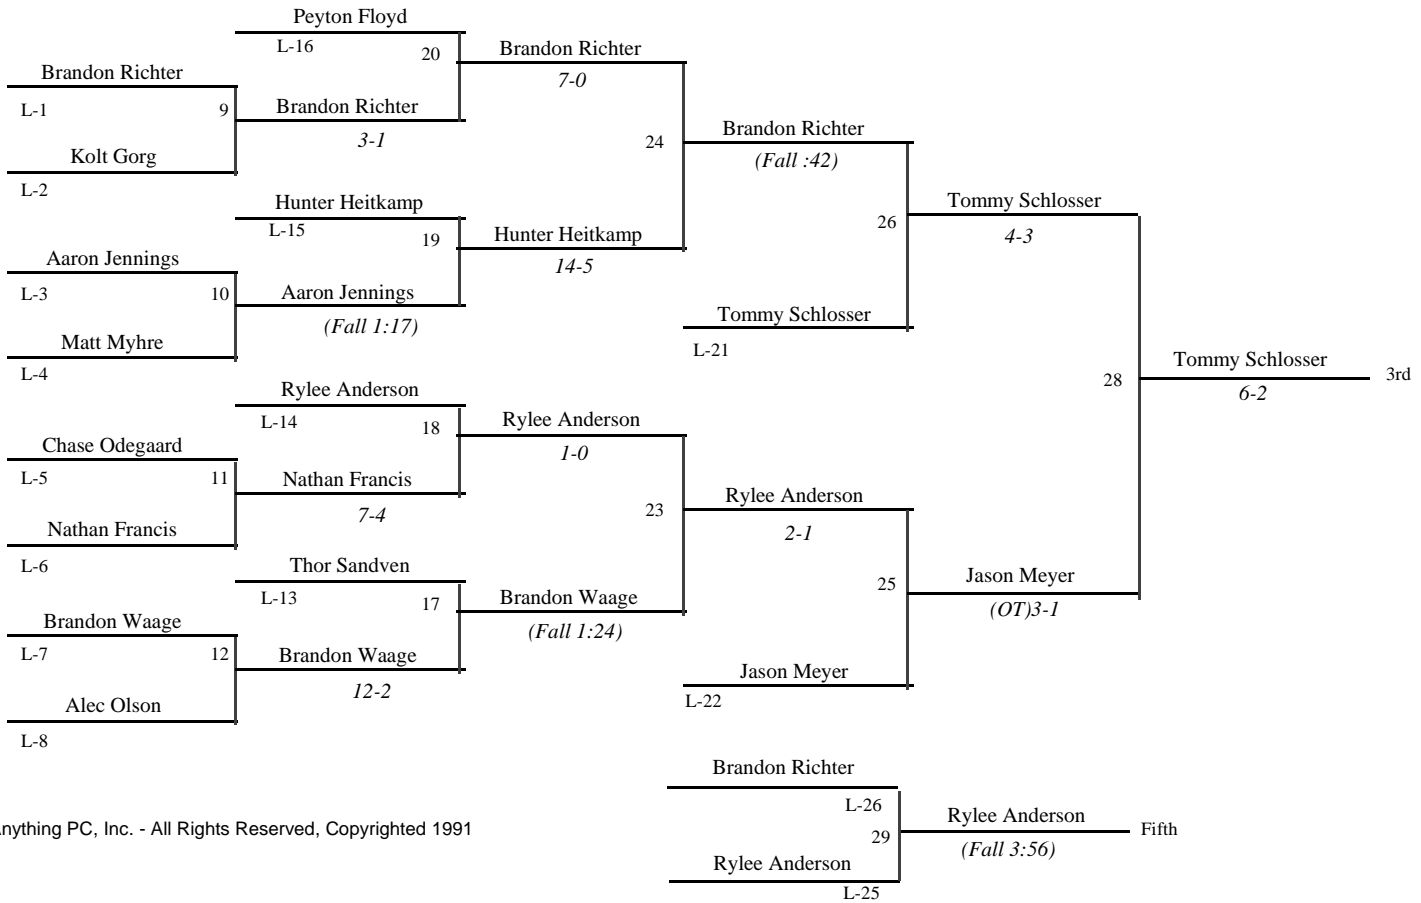 Peyton Floyd
L-16
20
Brandon Richter
7-0
Brandon Richter
L-1
9
Brandon Richter
3-1
Kolt Gorg
L-2
24
Brandon Richter
(Fall :42)
Hunter Heitkamp
L-15
19
Hunter Heitkamp
14-5
26
Tommy Schlosser
4-3
Aaron Jennings
L-3
10
Aaron Jennings
(Fall 1:17)
Matt Myhre
L-4
Tommy Schlosser
L-21
28
Tommy Schlosser
6-2
3rd
Rylee Anderson
L-14
18
Rylee Anderson
1-0
Chase Odegaard
L-5
11
Nathan Francis
7-4
Nathan Francis
L-6
23
Rylee Anderson
2-1
Thor Sandven
L-13
17
Brandon Waage
(Fall 1:24)
25
Jason Meyer
(OT)3-1
Brandon Waage
L-7
12
Brandon Waage
12-2
Alec Olson
L-8
Jason Meyer
L-22
Brandon Richter
L-26
29
Rylee Anderson
(Fall 3:56)
Fifth
Rylee Anderson
L-25
nything PC, Inc. - All Rights Reserved, Copyrighted 1991